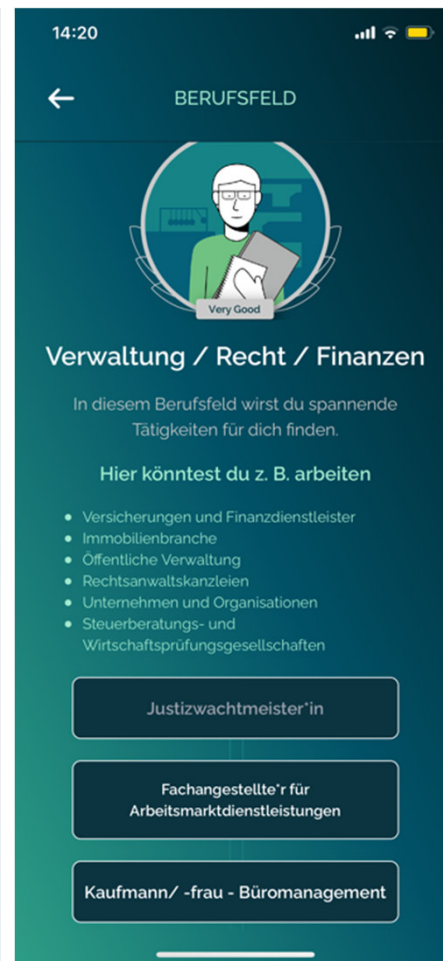 14:20
BERUFSFELD
Very Good
Verwaltung / Recht / Finanzen
In diesem Berufsfeld wirst du spannende
Tätigkeiten für dich finden.
Hier könntest du z. B. arbeiten
• Versicherungen und Finanzdienstleister
• Immobilienbranche
• Öffentliche Verwaltung
• Rechtsanwaltskanzleien
• Unternehmen und Organisationen
• Steuerberatungs- und
Wirtschaftsprüfungsgesellschaften
Justizwachtmeister*in
Fachangestellte*r für
Arbeitsmarktdienstleistungen
Kaufmann/ -frau - Büromanagement